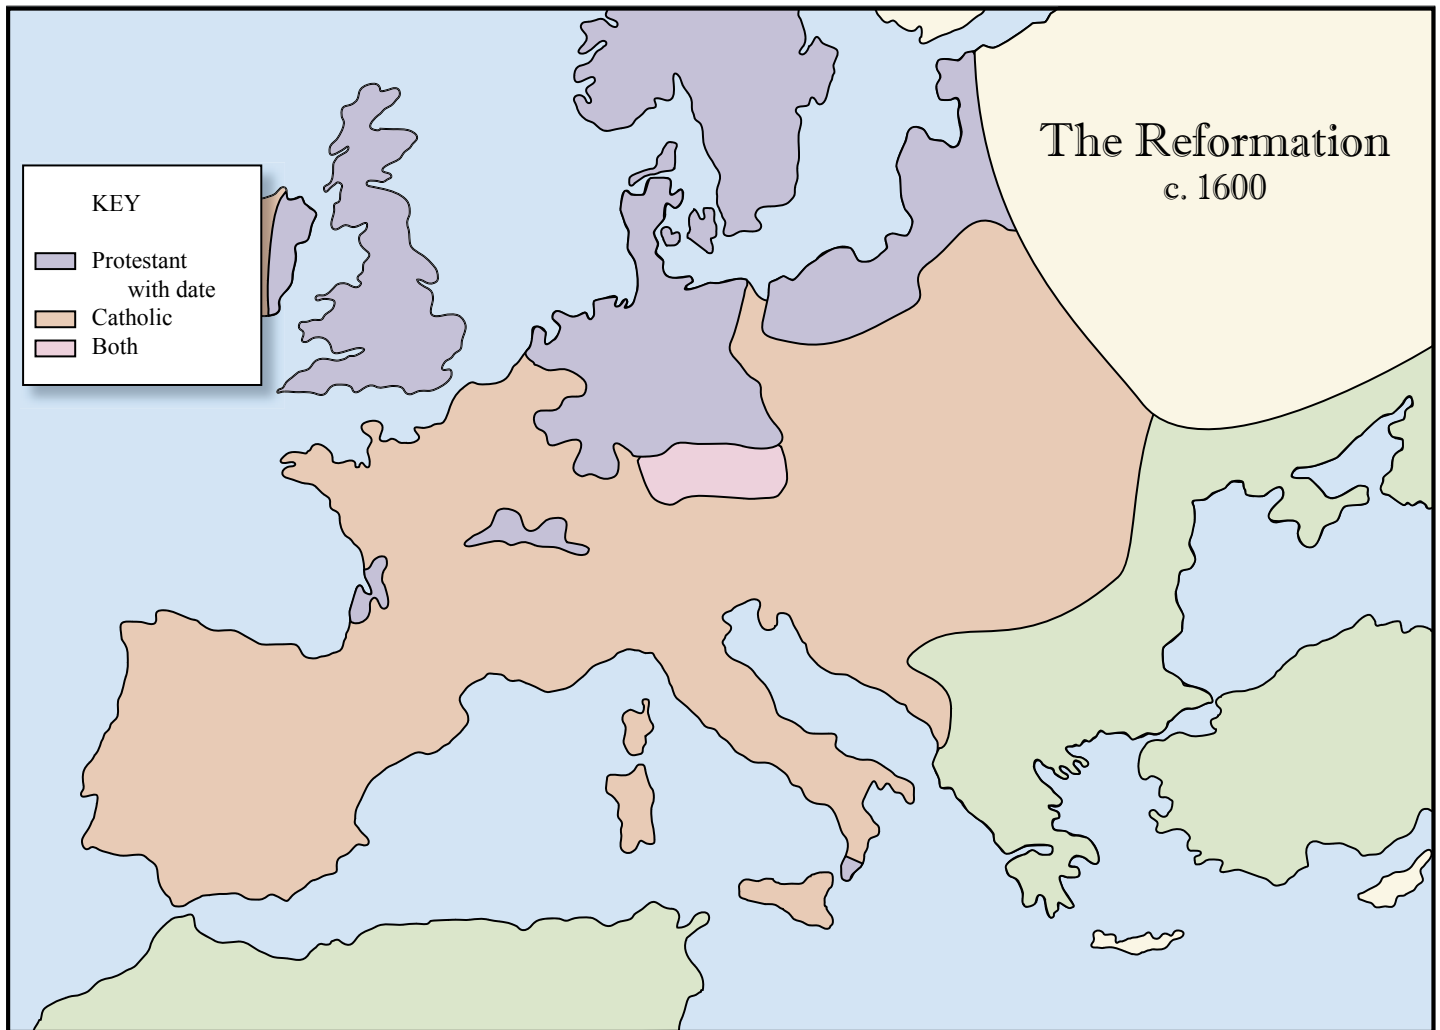 The Reformation
c. 1600
KEY
Protestant
with date
Catholic
Both